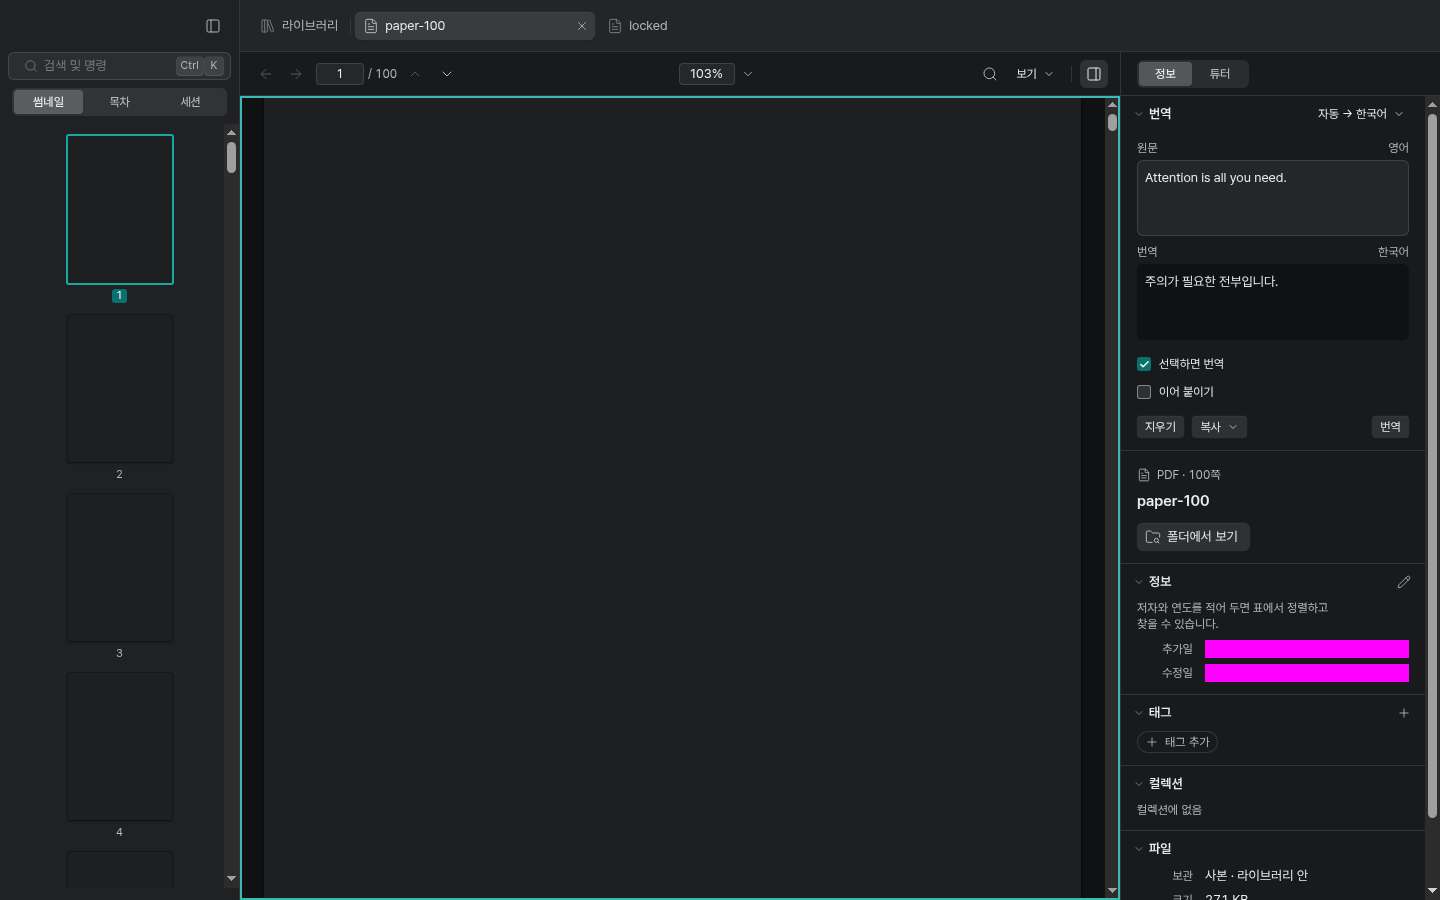 라이브러리
paper-100
locked
검색 및 명령
Ctrl K
1 / 100
103%
보기
정보
튜터
썸네일
목차
세션
1
2
3
4
번역
자동 → 한국어
원문
영어
Attention is all you need.
번역
한국어
주의가 필요한 전부입니다.
선택하면 번역
이어 붙이기
지우기
복사
번역
PDF · 100쪽
paper-100
폴더에서 보기
정보
저자와 연도를 적어 두면 표에서 정렬하고
찾을 수 있습니다.
추가일
수정일
태그
태그 추가
컬렉션
컬렉션에 없음
파일
보관 사본 · 라이브러리 안